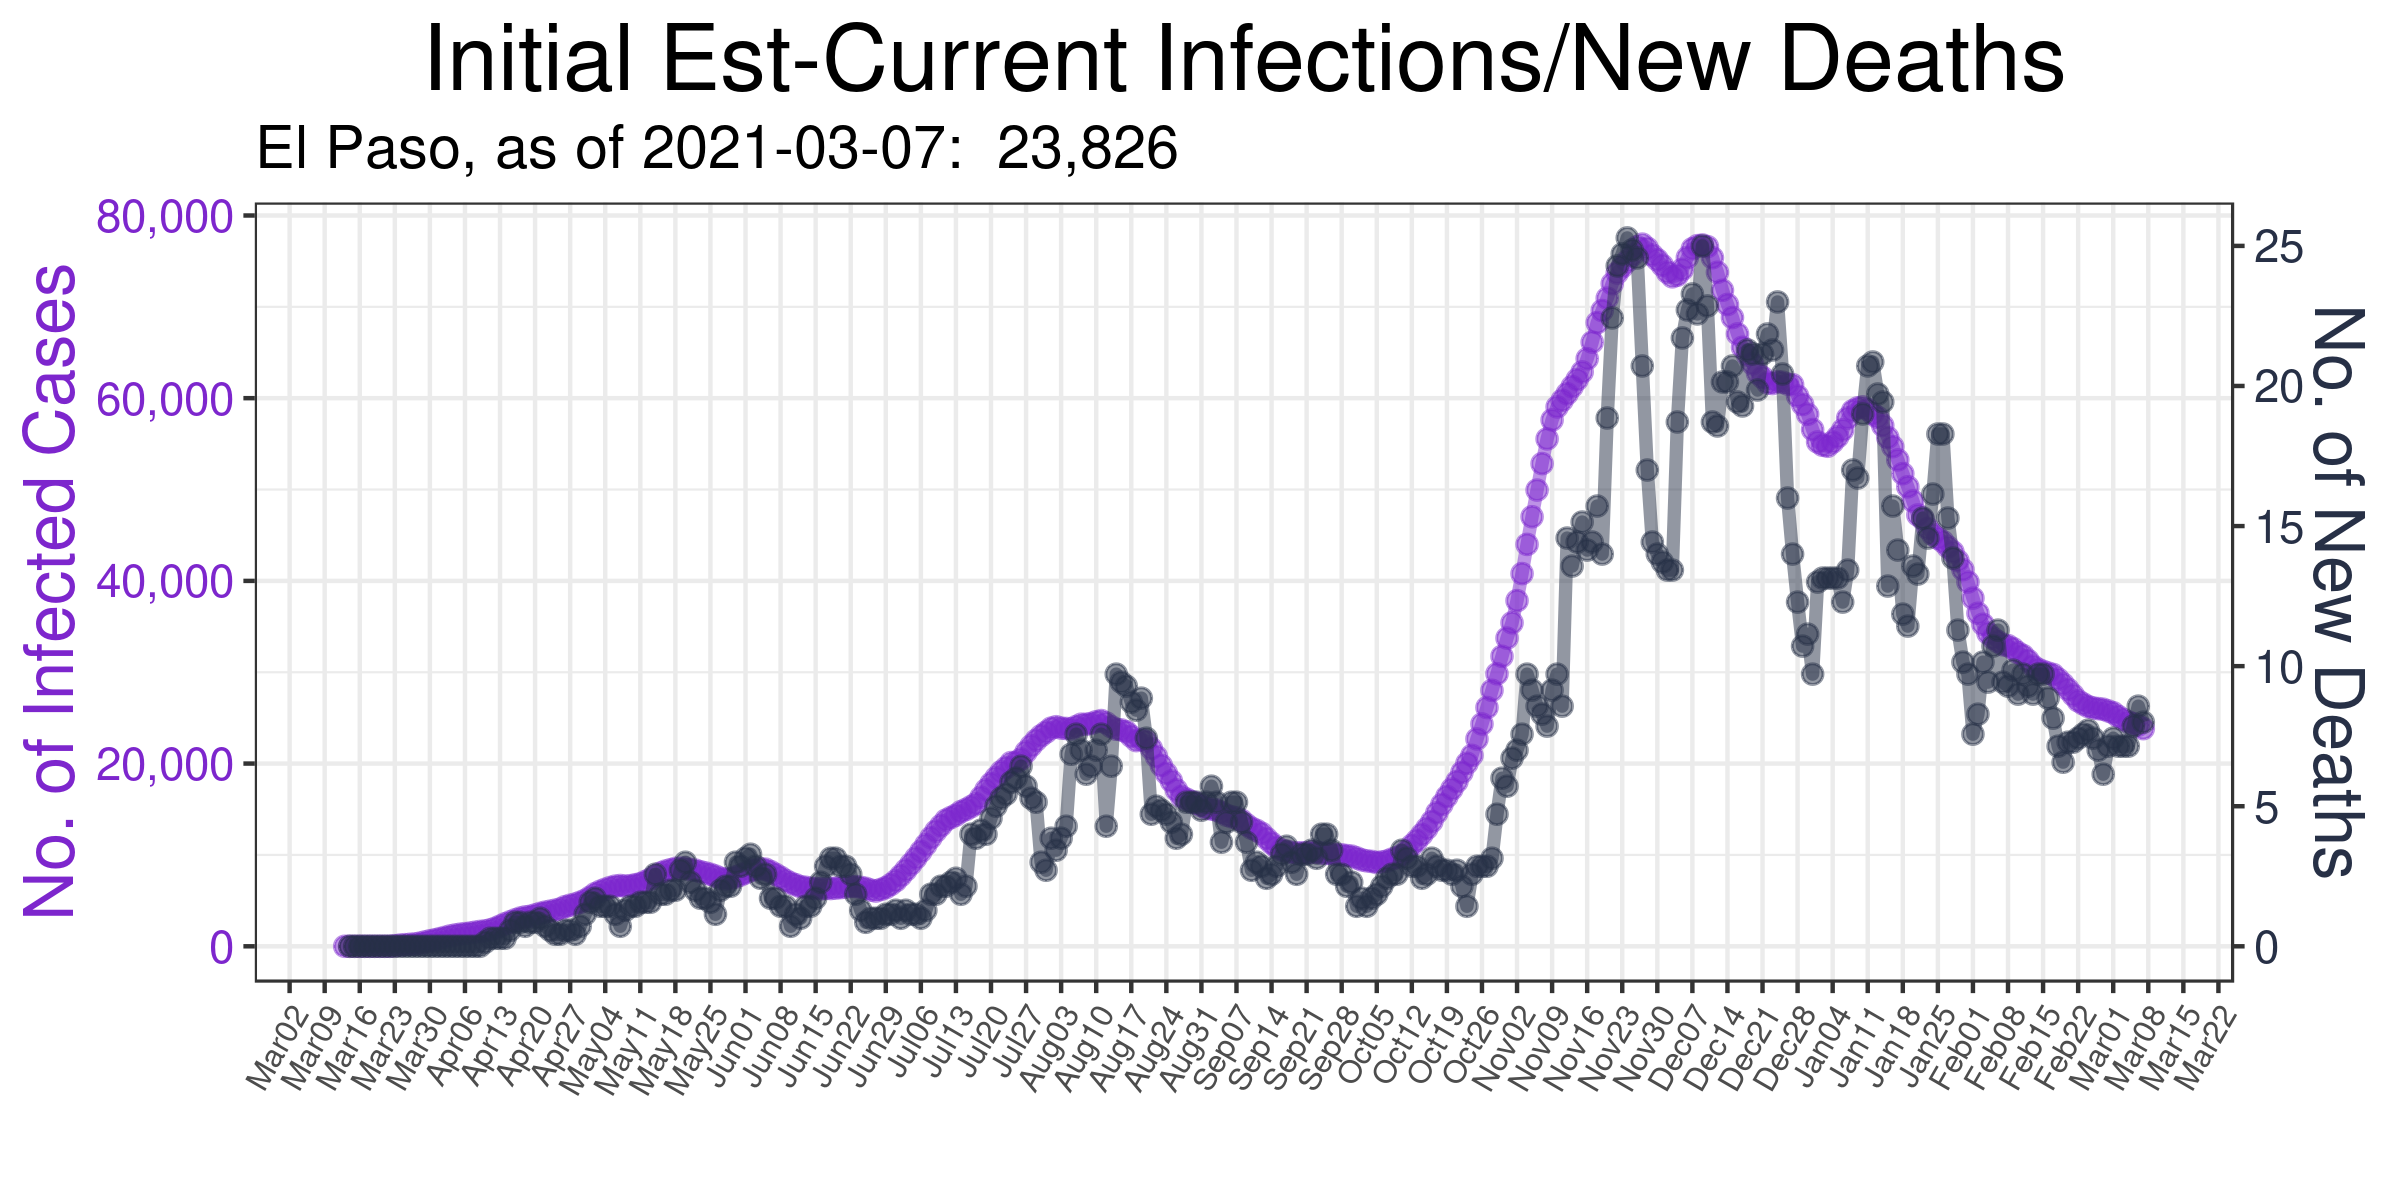 Initial Est-Current Infections/New Deaths
El Paso, as of 2021-03-07:  23,826
No. of Infected Cases
80,000
60,000
40,000
20,000
0
25
20
15
10
5
0
No. of New Deaths
Mar02
Mar09
Mar16
Mar23
Mar30
Apr06
Apr13
Apr20
Apr27
May04
May11
May18
May25
Jun01
Jun08
Jun15
Jun22
Jun29
Jul06
Jul13
Jul20
Jul27
Aug03
Aug10
Aug17
Aug24
Aug31
Sep07
Sep14
Sep21
Sep28
Oct05
Oct12
Oct19
Oct26
Nov02
Nov09
Nov16
Nov23
Nov30
Dec07
Dec14
Dec21
Dec28
Jan04
Jan11
Jan18
Jan25
Feb01
Feb08
Feb15
Feb22
Mar01
Mar08
Mar15
Mar22